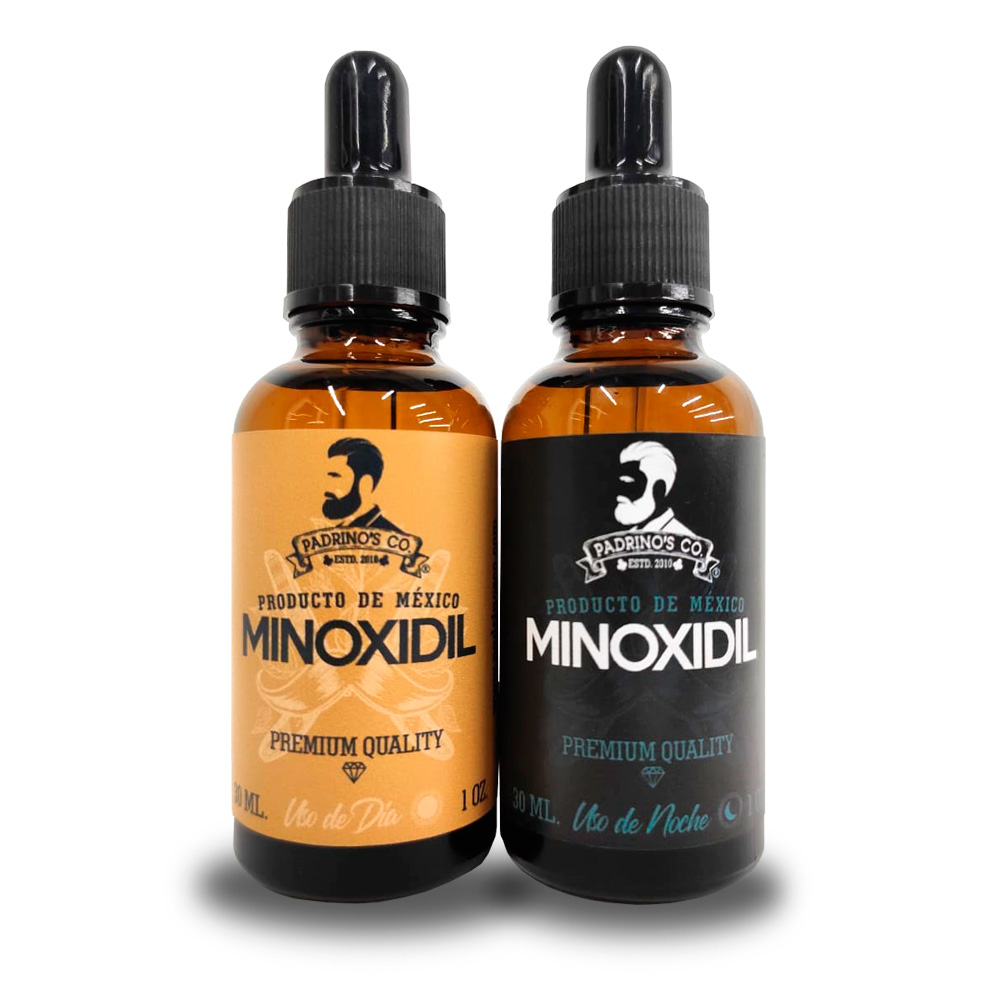 PADRINO'S CO.
ESTD. 2010
®
PRODUCTO DE MÉXICO
MINOXIDIL
PREMIUM QUALITY
30 ML. Uso de Día 1 OZ.
PADRINO'S CO.
ESTD. 2010
®
PRODUCTO DE MÉXICO
MINOXIDIL
PREMIUM QUALITY
30 ML. Uso de Noche 1